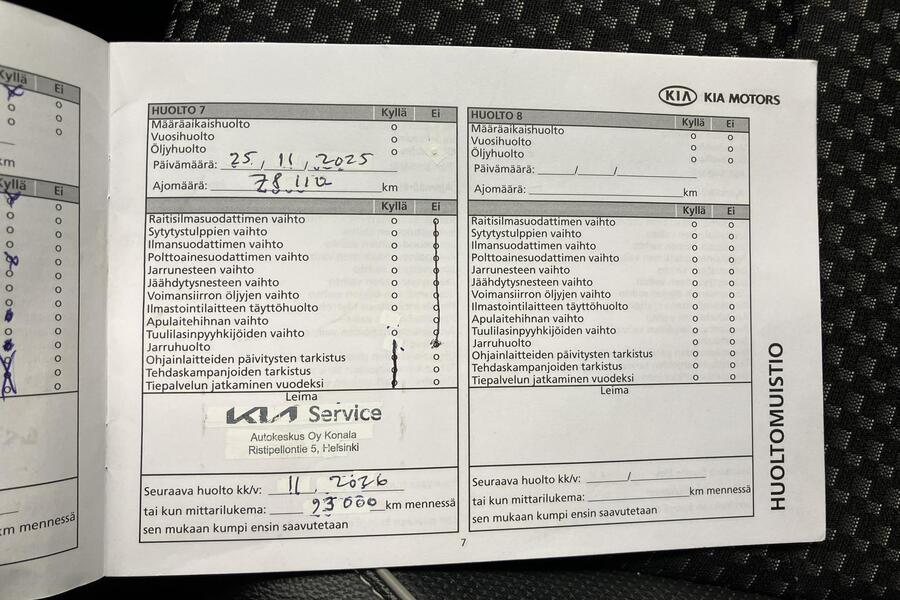 Kyllä Ei
km
Kyllä Ei
km mennessä
KIA KIA MOTORS
HUOLTO 7 Kyllä Ei
Määräaikaishuolto
Vuosihuolto
Öljyhuolto
Päivämäärä: 25, 11, 2025
Ajomäärä: 78 110 km
Kyllä Ei
Raitisilmasuodattimen vaihto
Sytytystulppien vaihto
Ilmansuodattimen vaihto
Polttoainesuodattimen vaihto
Jarrunesteen vaihto
Jäähdytysnesteen vaihto
Voimansiirron öljyjen vaihto
Ilmastointilaitteen täyttöhuolto
Apulaitehihnan vaihto
Tuulilasinpyyhkijöiden vaihto
Jarruhuolto
Ohjainlaitteiden päivitysten tarkistus
Tehdaskampanjoiden tarkistus
Tiepalvelun jatkaminen vuodeksi
Leima
KIA Service
Autokeskus Oy Konala
Ristipellontie 5, Helsinki
Seuraava huolto kk/v: 11, 2026
tai kun mittarilukema: 93 000 km mennessä
sen mukaan kumpi ensin saavutetaan
HUOLTO 8 Kyllä Ei
Määräaikaishuolto
Vuosihuolto
Öljyhuolto
Päivämäärä: / /
Ajomäärä: km
Kyllä Ei
Raitisilmasuodattimen vaihto
Sytytystulppien vaihto
Ilmansuodattimen vaihto
Polttoainesuodattimen vaihto
Jarrunesteen vaihto
Jäähdytysnesteen vaihto
Voimansiirron öljyjen vaihto
Ilmastointilaitteen täyttöhuolto
Apulaitehihnan vaihto
Tuulilasinpyyhkijöiden vaihto
Jarruhuolto
Ohjainlaitteiden päivitysten tarkistus
Tehdaskampanjoiden tarkistus
Tiepalvelun jatkaminen vuodeksi
Leima
Seuraava huolto kk/v: /
tai kun mittarilukema: km mennessä
sen mukaan kumpi ensin saavutetaan
HUOLTOMUISTIO
7